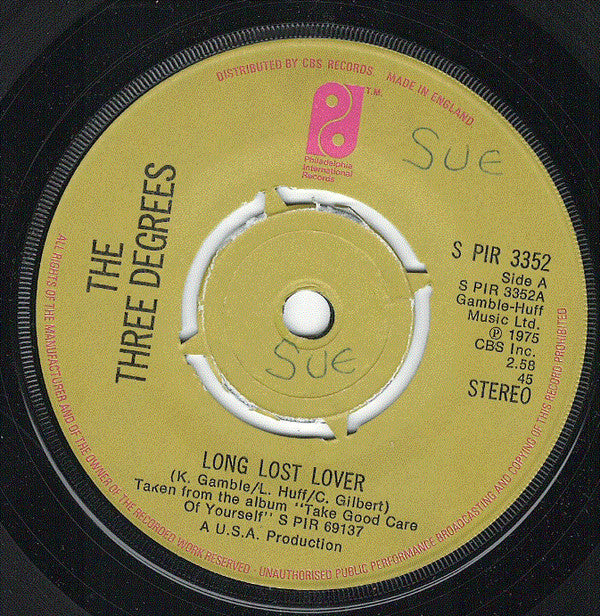 DISTRIBUTED BY CBS RECORDS. MADE IN ENGLAND.
T.M.
Philadelphia
International
Records
SUE
THE
THREE DEGREES
S PIR 3352
Side A
S PIR 3352A
Gamble-Huff
Music Ltd.
Ⓟ 1975
CBS Inc.
2.58
45
STEREO
SUE
LONG LOST LOVER
(K. Gamble/L. Huff/C. Gilbert)
Taken from the album "Take Good Care
Of Yourself" S PIR 69137
A U.S.A. Production
ALL RIGHTS OF THE MANUFACTURER AND OF THE OWNER OF THE RECORDED WORK RESERVED · UNAUTHORISED PUBLIC PERFORMANCE BROADCASTING AND COPYING OF THIS RECORD PROHIBITED